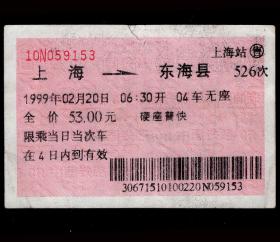 10N059153 上海站 ㊣
上海 → 东海县 526次
1999年02月20日 06:30开 04车无座
全价 53.00元 硬座普快
限乘当日当次车
在4日内到有效
30671510100220N059153